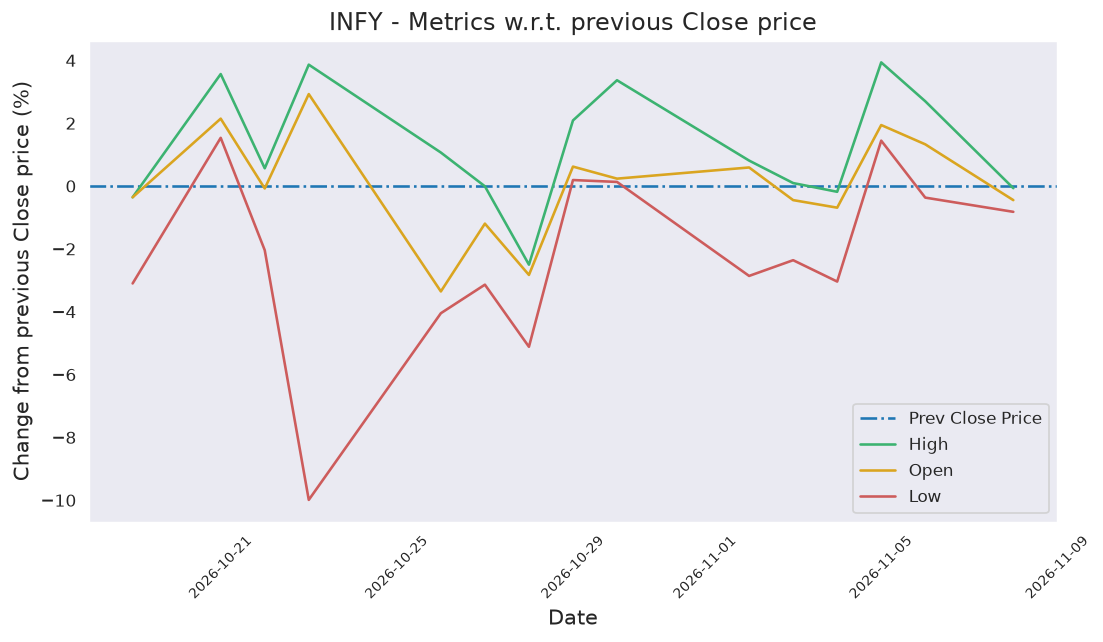 INFY - Metrics w.r.t. previous Close price
Change from previous Close price (%)
4
2
0
−2
−4
−6
−8
−10
Prev Close Price
High
Open
Low
2026-10-21
2026-10-25
2026-10-29
2026-11-01
2026-11-05
2026-11-09
Date